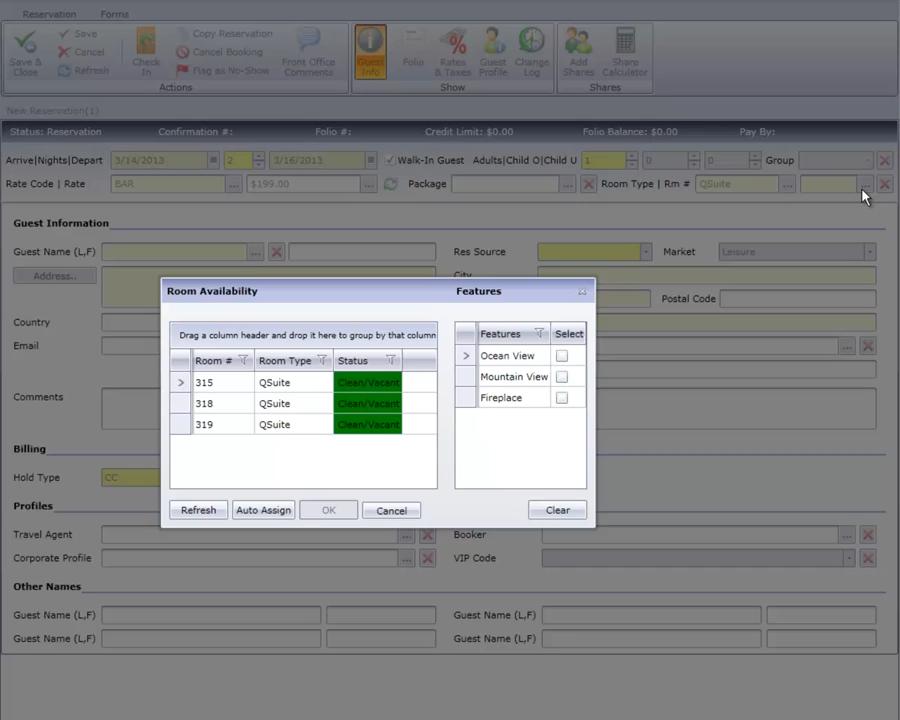 Reservation Forms
Save & Close
Save
Cancel
Refresh
Check In
Copy Reservation
Cancel Booking
Flag as No-Show
Front Office Comments
Guest Info
Folio
Rates & Taxes
Guest Profile
Change Log
Add Shares
Share Calculator
Actions Show Shares
New Reservation(1)
Status: Reservation Confirmation #: Folio #: Credit Limit: $0.00 Folio Balance: $0.00 Pay By:
Arrive|Nights|Depart 3/14/2013 2 3/16/2013 Walk-In Guest Adults|Child O|Child U 1 0 0 Group
Rate Code | Rate BAR ... $199.00 ... Package ... Room Type | Rm # QSuite ... ...
Guest Information
Guest Name (L,F) ... Res Source Market Leisure
Address.. City
Postal Code
Country
Email ...
Comments
Billing
Hold Type CC
Profiles
Travel Agent ... Booker ...
Corporate Profile ... VIP Code
Other Names
Guest Name (L,F) Guest Name (L,F)
Guest Name (L,F) Guest Name (L,F)
Room Availability Features
Drag a column header and drop it here to group by that column
Room # Room Type Status
315 QSuite Clean/Vacant
318 QSuite Clean/Vacant
319 QSuite Clean/Vacant
Features Select
Ocean View
Mountain View
Fireplace
Refresh Auto Assign OK Cancel Clear